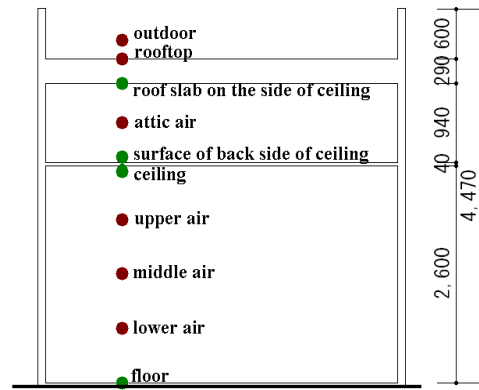 outdoor
rooftop
roof slab on the side of ceiling
attic air
surface of back side of ceiling
ceiling
upper air
middle air
lower air
floor
600
290
940
40
4,470
2,600